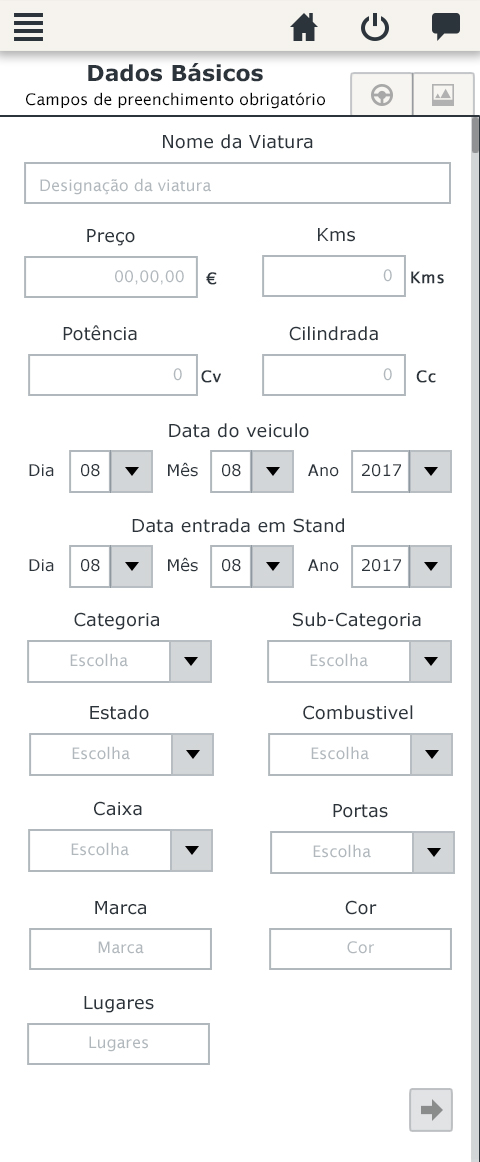 Dados Básicos
Campos de preenchimento obrigatório
Nome da Viatura
Designação da viatura
Preço Kms
00,00,00 € 0 Kms
Potência Cilindrada
0 Cv 0 Cc
Data do veiculo
Dia 08 Mês 08 Ano 2017
Data entrada em Stand
Dia 08 Mês 08 Ano 2017
Categoria Sub-Categoria
Escolha Escolha
Estado Combustivel
Escolha Escolha
Caixa Portas
Escolha Escolha
Marca Cor
Marca Cor
Lugares
Lugares